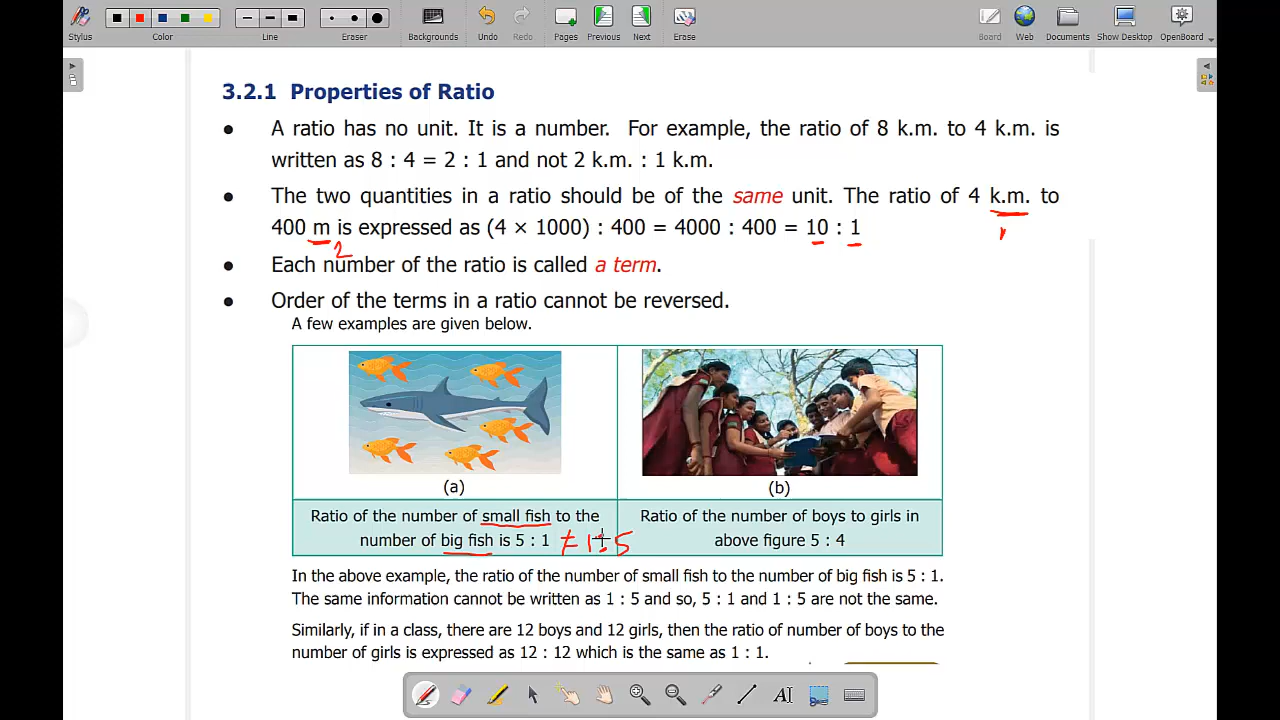 Stylus Color Line Eraser Backgrounds Undo Redo Pages Previous Next Erase Board Web Documents Show Desktop OpenBoard
3.2.1 Properties of Ratio
● A ratio has no unit. It is a number. For example, the ratio of 8 k.m. to 4 k.m. is
written as 8 : 4 = 2 : 1 and not 2 k.m. : 1 k.m.
● The two quantities in a ratio should be of the same unit. The ratio of 4 k.m. to
400 m is expressed as (4 × 1000) : 400 = 4000 : 400 = 10 : 1
1
2
● Each number of the ratio is called a term.
● Order of the terms in a ratio cannot be reversed.
A few examples are given below.
(a)
(b)
Ratio of the number of small fish to the
number of big fish is 5 : 1 ≠ 1:5
Ratio of the number of boys to girls in
above figure 5 : 4
In the above example, the ratio of the number of small fish to the number of big fish is 5 : 1.
The same information cannot be written as 1 : 5 and so, 5 : 1 and 1 : 5 are not the same.
Similarly, if in a class, there are 12 boys and 12 girls, then the ratio of number of boys to the
number of girls is expressed as 12 : 12 which is the same as 1 : 1.
AI